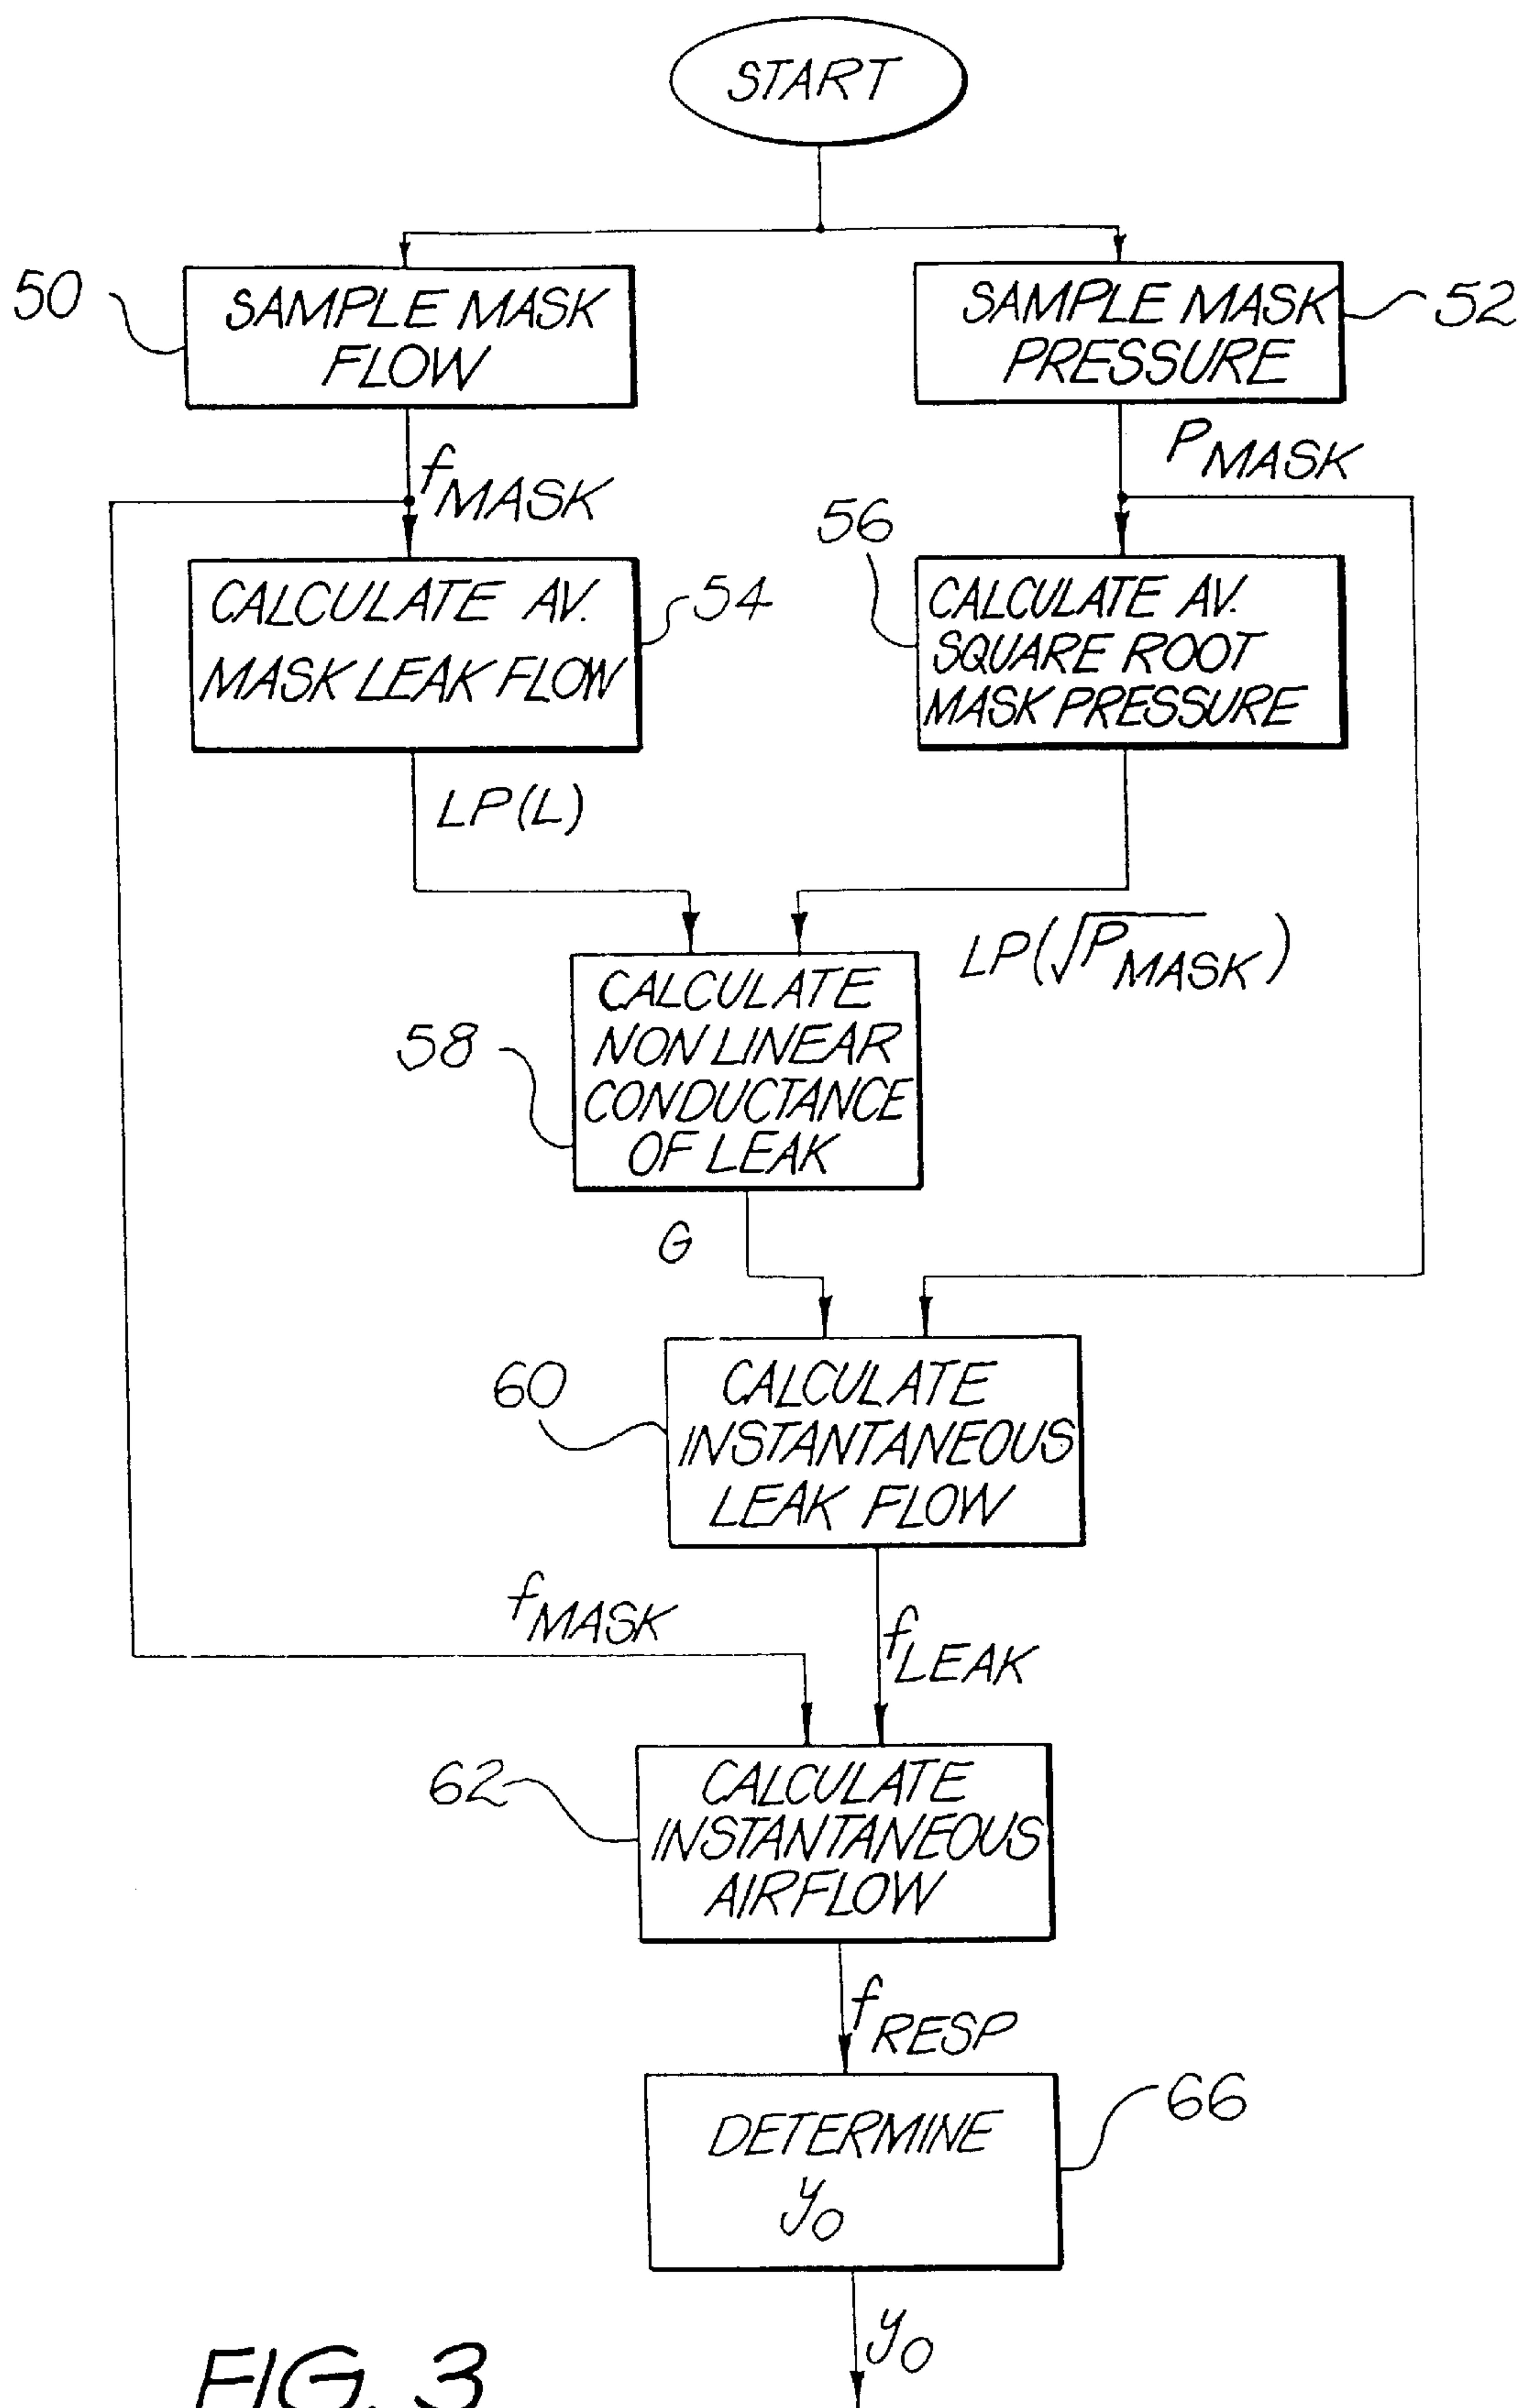 START
50
SAMPLE MASK
FLOW
SAMPLE MASK
PRESSURE
52
fMASK
PMASK
56
CALCULATE AV.
MASK LEAK FLOW
54
CALCULATE AV.
SQUARE ROOT
MASK PRESSURE
LP(L)
LP(√PMASK)
58
CALCULATE
NON LINEAR
CONDUCTANCE
OF LEAK
G
60
CALCULATE
INSTANTANEOUS
LEAK FLOW
fMASK
fLEAK
62
CALCULATE
INSTANTANEOUS
AIRFLOW
fRESP
66
DETERMINE
yo
yo
FIG. 3